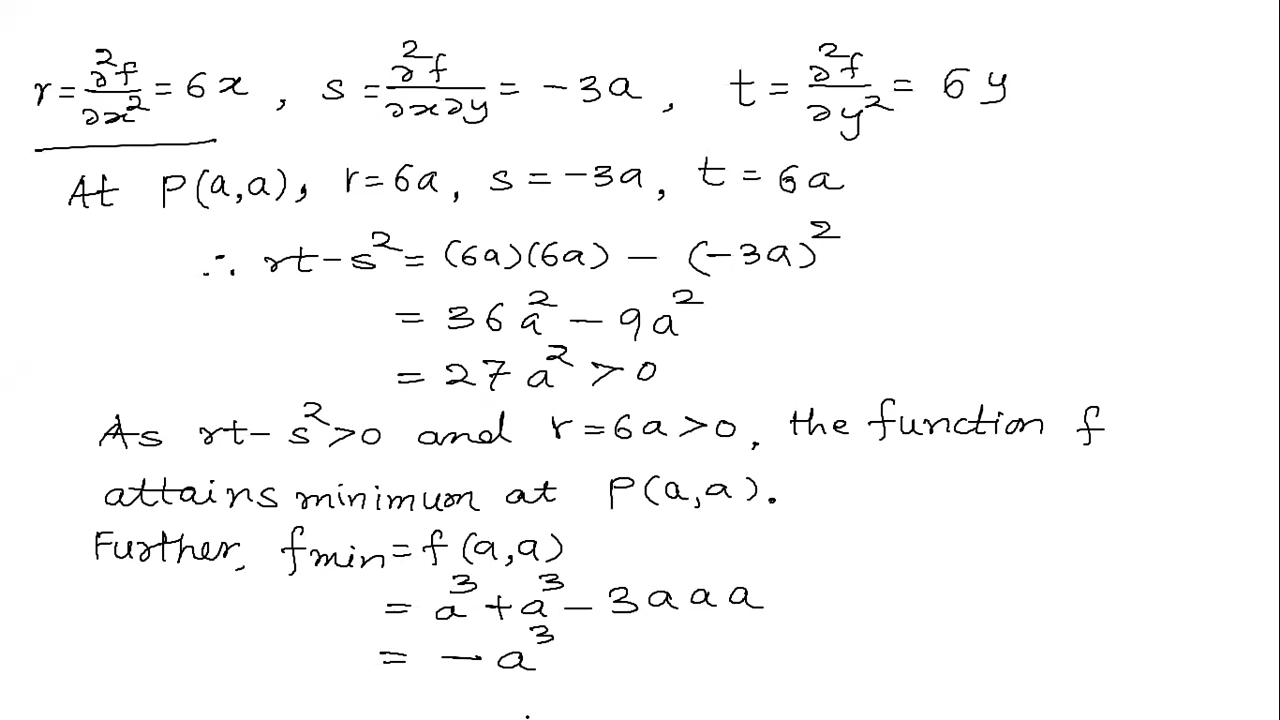 r = ∂²f/∂x² = 6x , s = ∂²f/∂x∂y = -3a , t = ∂²f/∂y² = 6y
At P(a,a), r = 6a, s = -3a, t = 6a
∴ rt - s² = (6a)(6a) - (-3a)²
= 36a² - 9a²
= 27a² > 0
As rt - s² > 0 and r = 6a > 0, the function f
attains minimum at P(a,a).
Further, fmin = f(a,a)
= a³ + a³ - 3aaa
= -a³